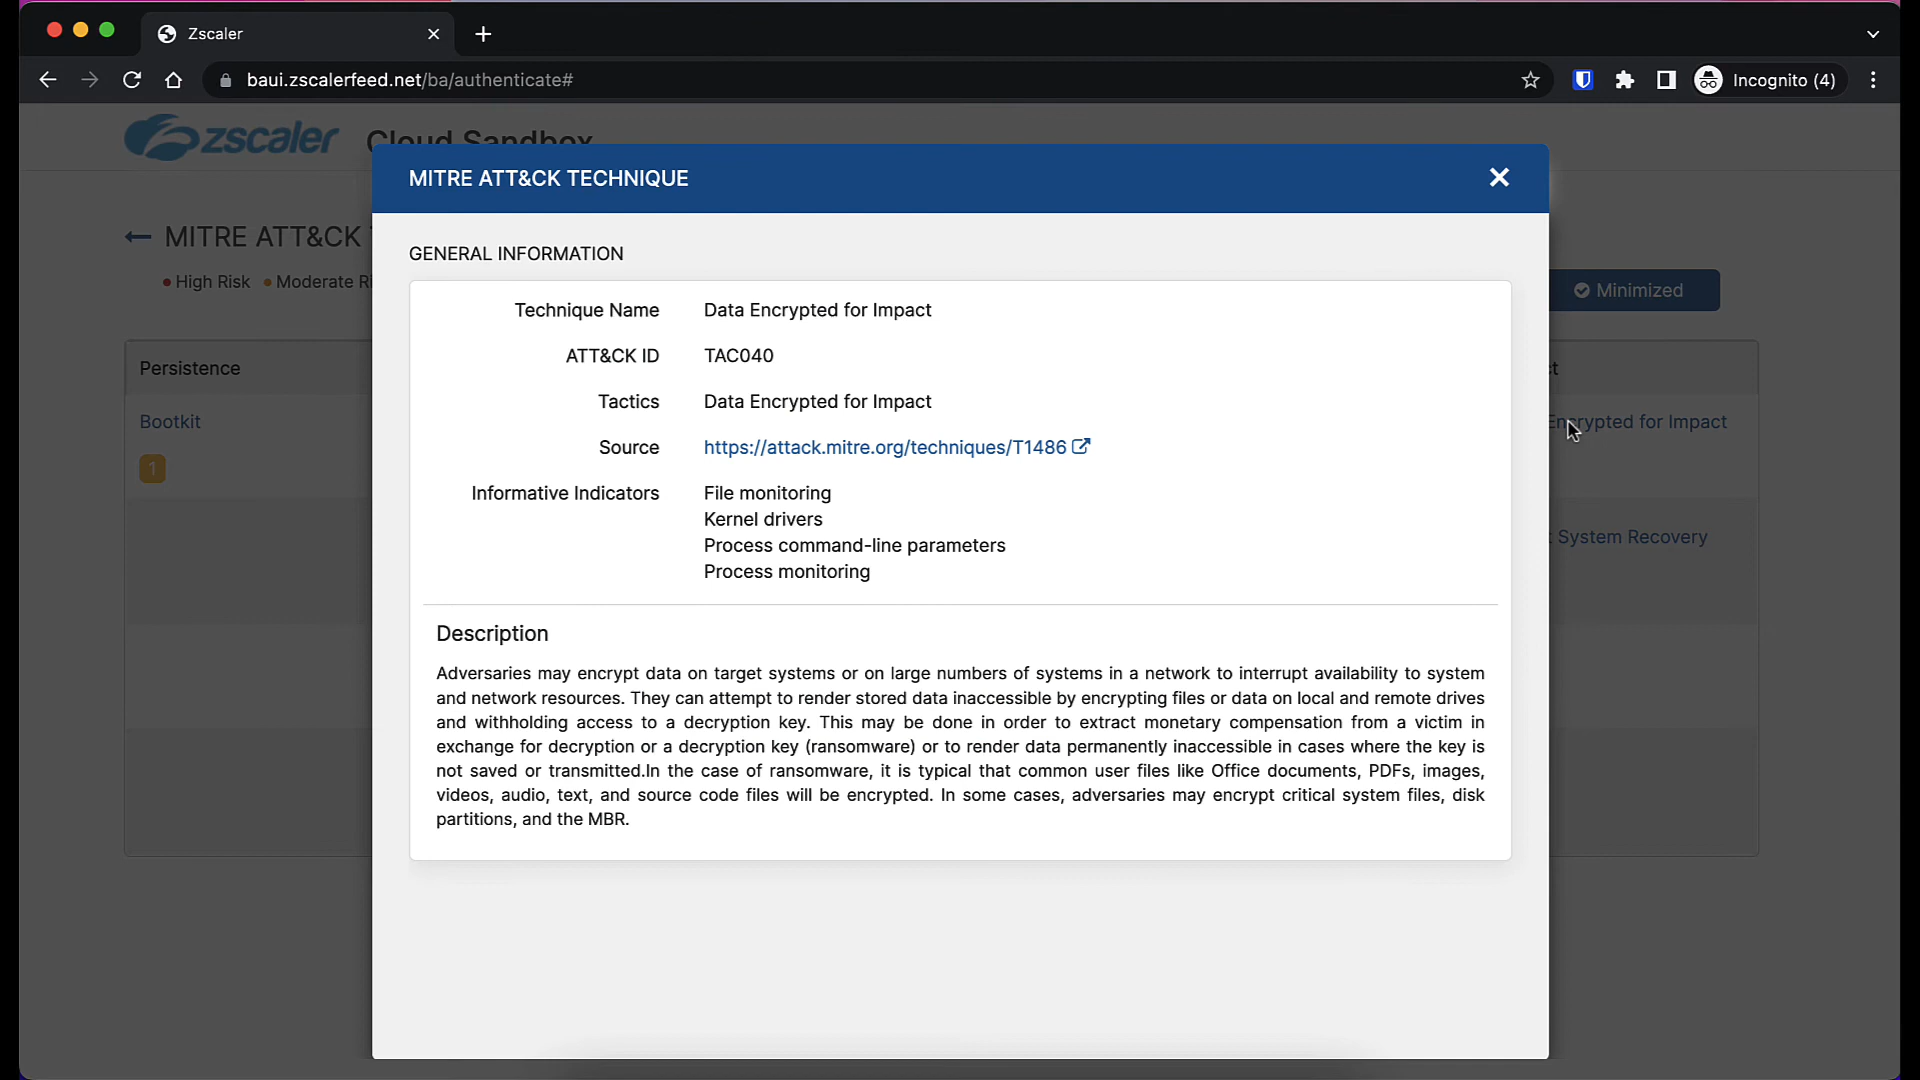 Zscaler
baui.zscalerfeed.net/ba/authenticate#
Incognito (4)
zscaler Cloud Sandbox
MITRE ATT&CK TECHNIQUE
MITRE ATT&CK
GENERAL INFORMATION
High Risk
Moderate Ri
Minimized
Technique Name Data Encrypted for Impact
ATT&CK ID TAC040
Tactics Data Encrypted for Impact
Source https://attack.mitre.org/techniques/T1486
Informative Indicators File monitoring
Kernel drivers
Process command-line parameters
Process monitoring
Persistence
Bootkit
1
ct
Encrypted for Impact
t System Recovery
Description
Adversaries may encrypt data on target systems or on large numbers of systems in a network to interrupt availability to system
and network resources. They can attempt to render stored data inaccessible by encrypting files or data on local and remote drives
and withholding access to a decryption key. This may be done in order to extract monetary compensation from a victim in
exchange for decryption or a decryption key (ransomware) or to render data permanently inaccessible in cases where the key is
not saved or transmitted.In the case of ransomware, it is typical that common user files like Office documents, PDFs, images,
videos, audio, text, and source code files will be encrypted. In some cases, adversaries may encrypt critical system files, disk
partitions, and the MBR.